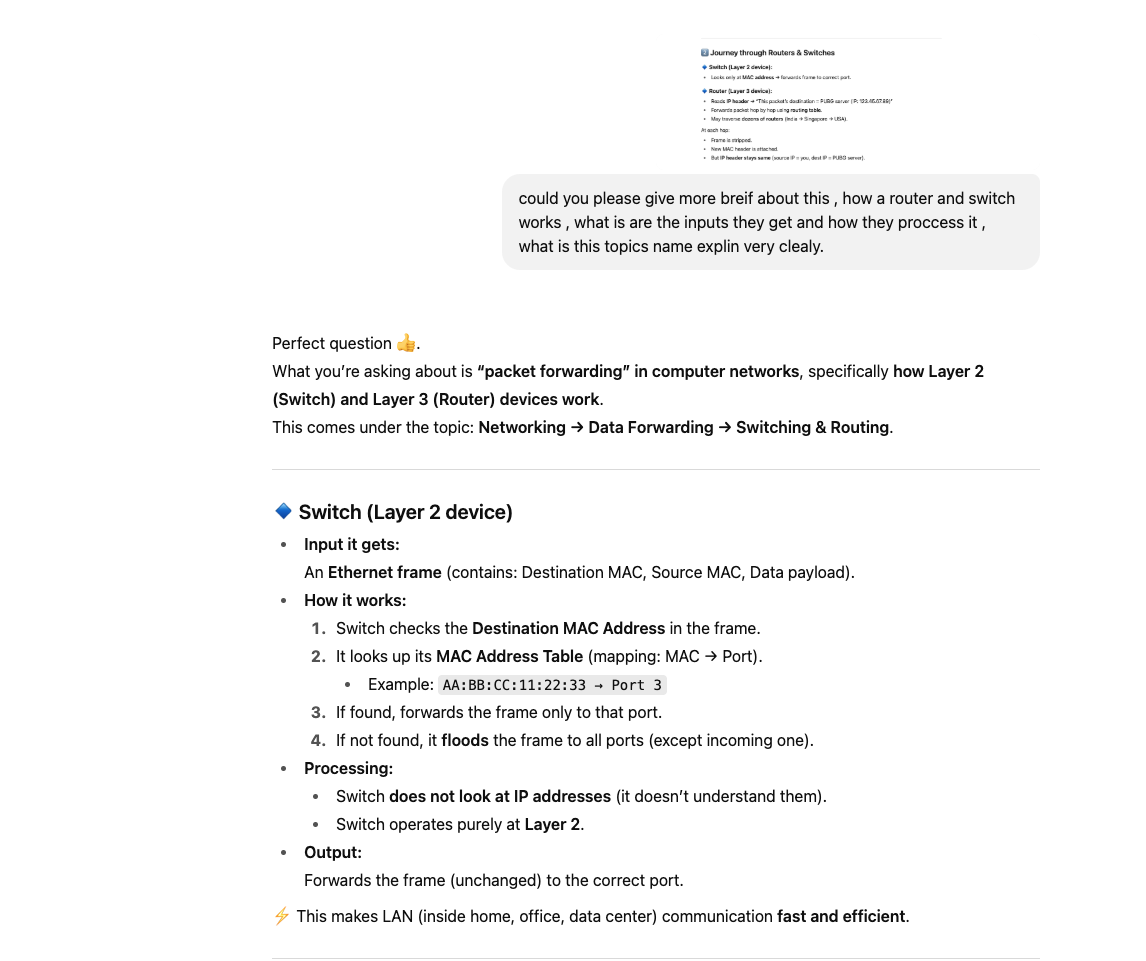 2 Journey through Routers & Switches
Switch (Layer 2 device):
Looks only at MAC address → forwards frame to correct port.
Router (Layer 3 device):
Reads IP header → "This packet's destination = PUBG server (IP: 123.45.67.89)"
Forwards packet hop by hop using routing table.
May traverse dozens of routers (India → Singapore → USA).
At each hop:
Frame is stripped.
New MAC header is attached.
But IP header stays same (source IP = you, dest IP = PUBG server).
could you please give more breif about this , how a router and switch
works , what is are the inputs they get and how they proccess it ,
what is this topics name explin very clealy.
Perfect question 👍.
What you’re asking about is “packet forwarding” in computer networks, specifically how Layer 2
(Switch) and Layer 3 (Router) devices work.
This comes under the topic: Networking → Data Forwarding → Switching & Routing.
🔹 Switch (Layer 2 device)
• Input it gets:
An Ethernet frame (contains: Destination MAC, Source MAC, Data payload).
• How it works:
1. Switch checks the Destination MAC Address in the frame.
2. It looks up its MAC Address Table (mapping: MAC → Port).
• Example: AA:BB:CC:11:22:33 → Port 3
3. If found, forwards the frame only to that port.
4. If not found, it floods the frame to all ports (except incoming one).
• Processing:
• Switch does not look at IP addresses (it doesn’t understand them).
• Switch operates purely at Layer 2.
• Output:
Forwards the frame (unchanged) to the correct port.
⚡ This makes LAN (inside home, office, data center) communication fast and efficient.